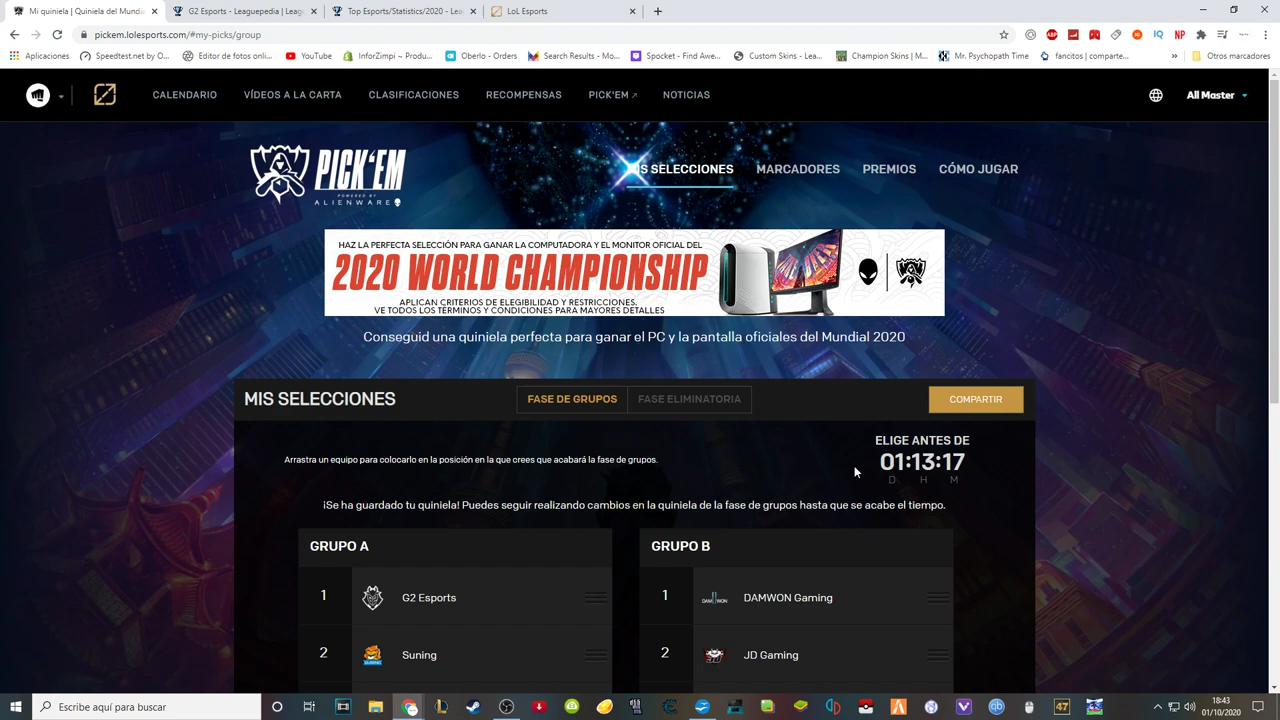 Mi quiniela | Quiniela del Mundia
G2 Esports - Leaguepedia | Leag
Top Esports/Statistics/2020 - Lea
LoL Esports
pickem.lolesports.com/#my-picks/group
Aplicaciones
Speedtest.net by O...
Editor de fotos onli...
YouTube
InforZimpi ~ Produ...
Oberlo - Orders
Search Results - Mo...
Spocket - Find Awe...
Custom Skins - Lea...
Champion Skins | M...
Mr. Psychopath Time
fancitos | comparte...
»
Otros marcadores
CALENDARIO
VÍDEOS A LA CARTA
CLASIFICACIONES
RECOMPENSAS
PICK'EM
NOTICIAS
All Master
PICK'EM
POWERED BY
ALIENWARE
MIS SELECCIONES
MARCADORES
PREMIOS
CÓMO JUGAR
HAZ LA PERFECTA SELECCIÓN PARA GANAR LA COMPUTADORA Y EL MONITOR OFICIAL DEL
2020 WORLD CHAMPIONSHIP
APLICAN CRITERIOS DE ELEGIBILIDAD Y RESTRICCIONES.
VE TODOS LOS TÉRMINOS Y CONDICIONES PARA MAYORES DETALLES
Conseguid una quiniela perfecta para ganar el PC y la pantalla oficiales del Mundial 2020
MIS SELECCIONES
FASE DE GRUPOS
FASE ELIMINATORIA
COMPARTIR
ELIGE ANTES DE
01:13:17
D H M
Arrastra un equipo para colocarlo en la posición en la que crees que acabará la fase de grupos.
¡Se ha guardado tu quiniela! Puedes seguir realizando cambios en la quiniela de la fase de grupos hasta que se acabe el tiempo.
GRUPO A
1
G2 Esports
2
Suning
GRUPO B
1
DAMWON Gaming
2
JD Gaming
Escribe aquí para buscar
18:43
01/10/2020